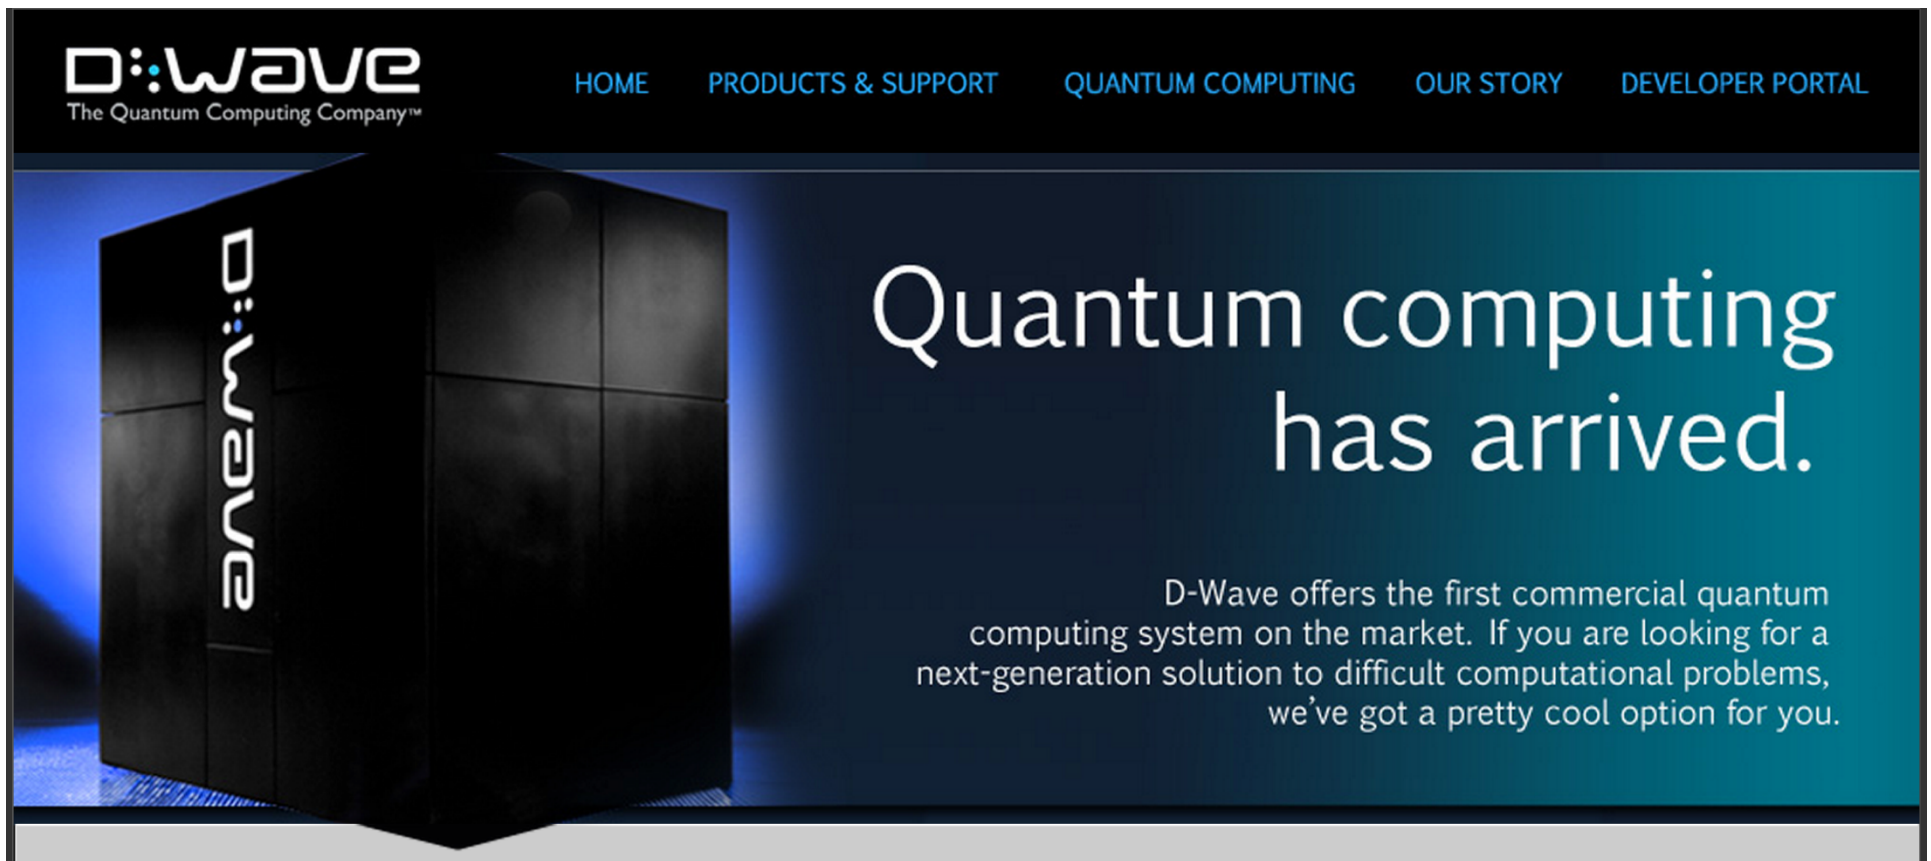 D-Wave
The Quantum Computing Company™
HOME PRODUCTS & SUPPORT QUANTUM COMPUTING OUR STORY DEVELOPER PORTAL
D-Wave
Quantum computing
has arrived.
D-Wave offers the first commercial quantum
computing system on the market. If you are looking for a
next-generation solution to difficult computational problems,
we've got a pretty cool option for you.